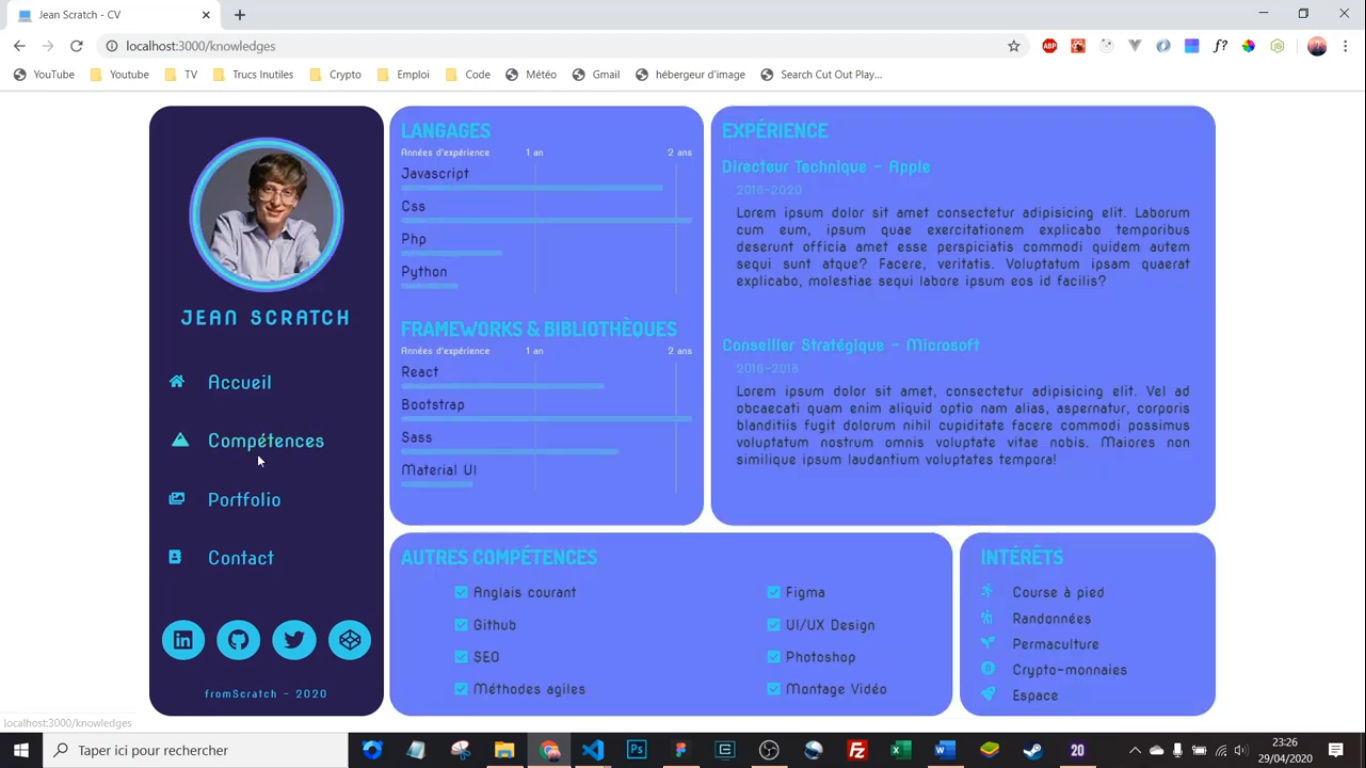 Jean Scratch - CV
localhost:3000/knowledges
ABP
f?
YouTube
Youtube
TV
Trucs Inutiles
Crypto
Emploi
Code
Météo
Gmail
hébergeur d'image
Search Cut Out Play...
JEAN SCRATCH
Accueil
Compétences
Portfolio
Contact
in
fromScratch - 2020
LANGAGES
Années d'expérience 1 an 2 ans
Javascript
Css
Php
Python
FRAMEWORKS & BIBLIOTHÈQUES
Années d'expérience 1 an 2 ans
React
Bootstrap
Sass
Material UI
EXPÉRIENCE
Directeur Technique - Apple
2018-2020
Lorem ipsum dolor sit amet consectetur adipisicing elit. Laborum
cum eum, ipsum quae exercitationem explicabo temporibus
deserunt officia amet esse perspiciatis commodi quidem autem
sequi sunt atque? Facere, veritatis. Voluptatum ipsam quaerat
explicabo, molestiae sequi labore ipsum eos id facilis?
Conseiller Stratégique - Microsoft
2016-2018
Lorem ipsum dolor sit amet, consectetur adipisicing elit. Vel ad
obcaecati quam enim aliquid optio nam alias, aspernatur, corporis
blanditiis fugit dolorum nihil cupiditate facere commodi possimus
voluptatum nostrum omnis voluptate vitae nobis. Maiores non
similique ipsum laudantium voluptates tempora!
AUTRES COMPÉTENCES
Anglais courant
Github
SEO
Méthodes agiles
Figma
UI/UX Design
Photoshop
Montage Vidéo
INTÉRÊTS
Course à pied
Randonnées
Permaculture
Crypto-monnaies
Espace
localhost:3000/knowledges
Taper ici pour rechercher
Ps
20
23:26
29/04/2020